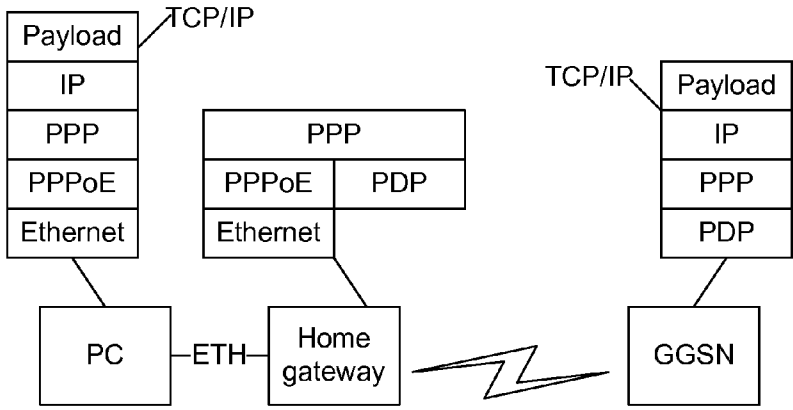 Payload
TCP/IP
IP
PPP
PPPoE
Ethernet
PPP
PPPoE PDP
Ethernet
TCP/IP
Payload
IP
PPP
PDP
PC
ETH
Home
gateway
GGSN